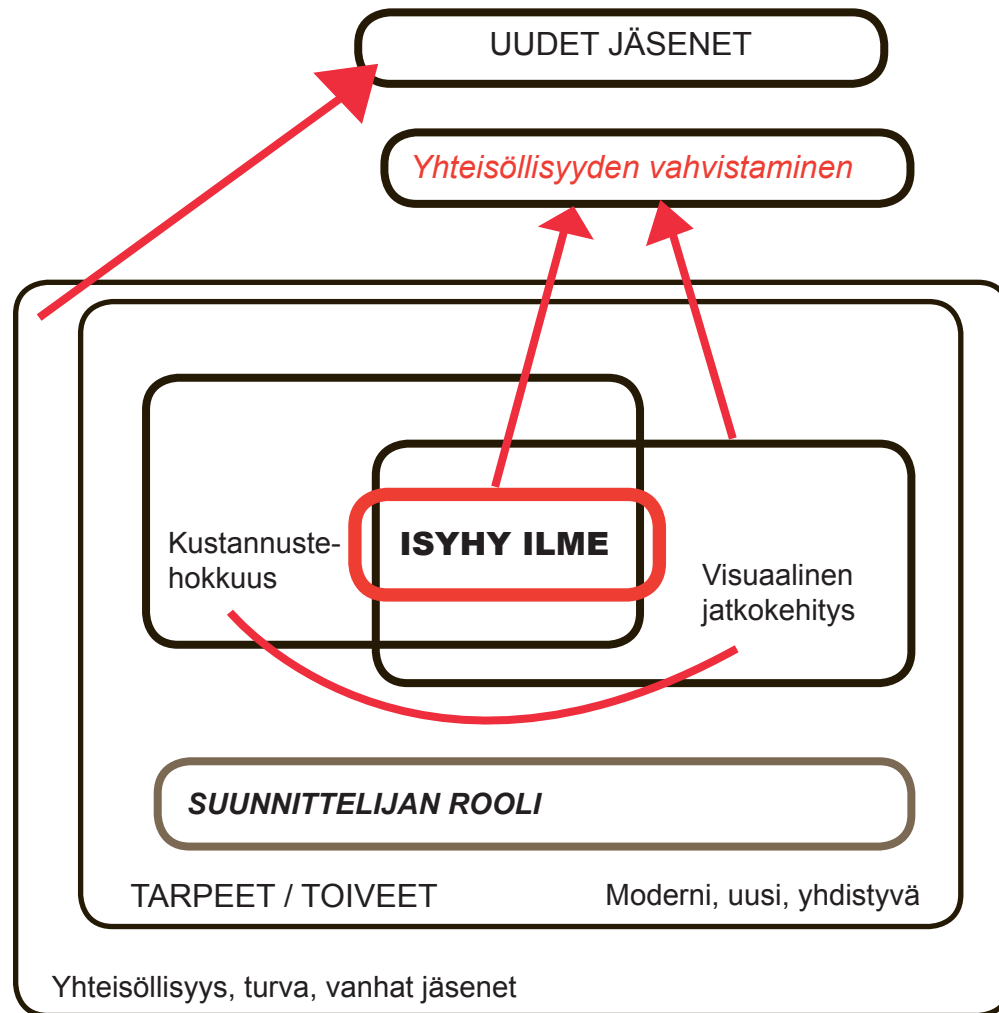 UUDET JÄSENET
Yhteisöllisyyden vahvistaminen
Kustannuste-
hokkuus
ISYHY ILME
Visuaalinen
jatkokehitys
SUUNNITTELIJAN ROOLI
TARPEET / TOIVEET
Moderni, uusi, yhdistyvä
Yhteisöllisyys, turva, vanhat jäsenet